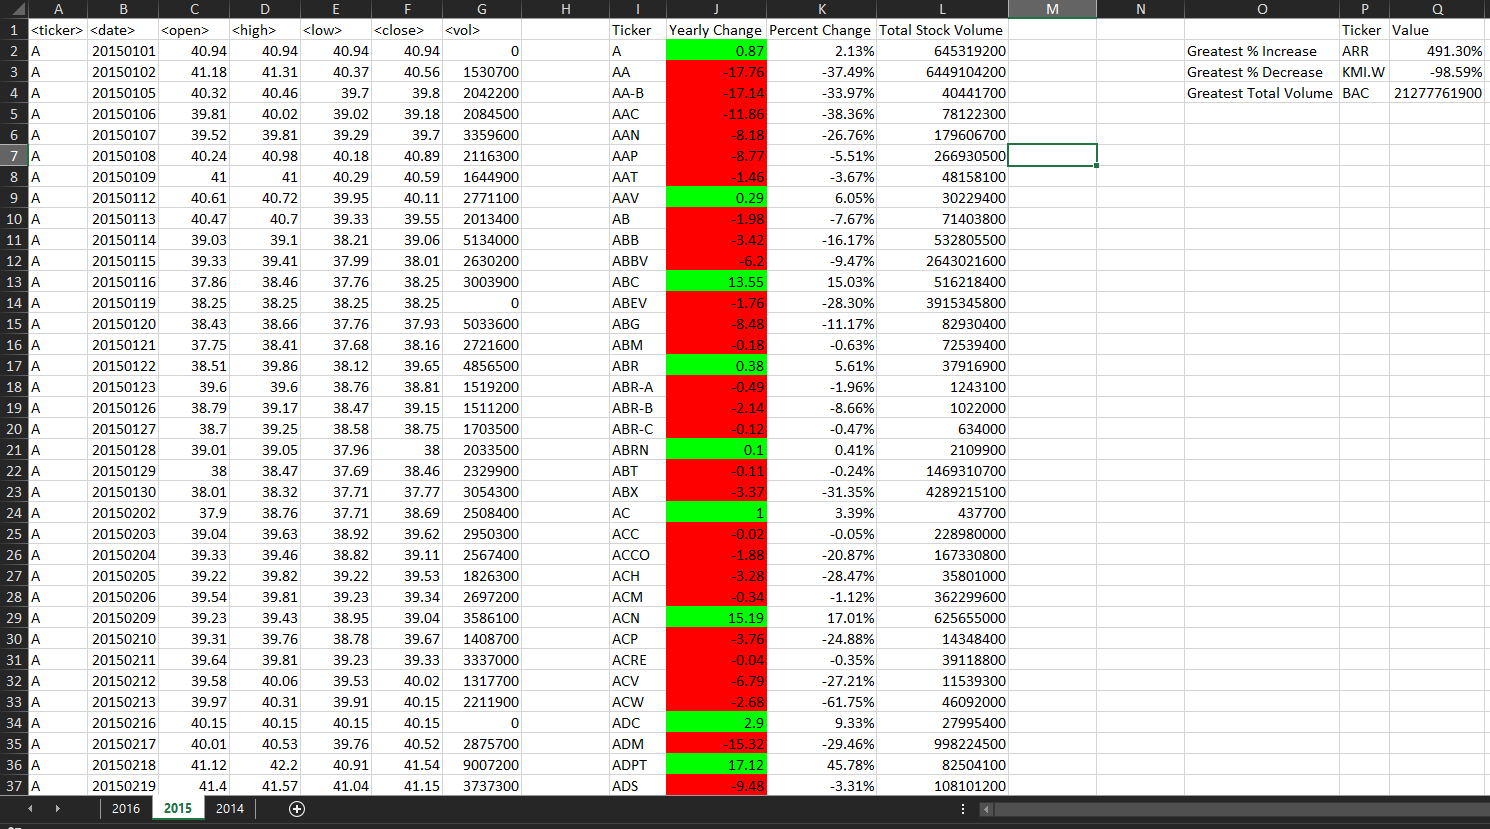 A B C D E F G H I J K L M N O P Q
1 <ticker> <date> <open> <high> <low> <close> <vol> Ticker Yearly Change Percent Change Total Stock Volume Ticker Value
2 A 20150101 40.94 40.94 40.94 40.94 0 A 0.87 2.13% 645319200 Greatest % Increase ARR 491.30%
3 A 20150102 41.18 41.31 40.37 40.56 1530700 AA -17.76 -37.49% 6449104200 Greatest % Decrease KMI.W -98.59%
4 A 20150105 40.32 40.46 39.7 39.8 2042200 AA-B -17.14 -33.97% 40441700 Greatest Total Volume BAC 21277761900
5 A 20150106 39.81 40.02 39.02 39.18 2084500 AAC -11.86 -38.36% 78122300
6 A 20150107 39.52 39.81 39.29 39.7 3359600 AAN -8.18 -26.76% 179606700
7 A 20150108 40.24 40.98 40.18 40.89 2116300 AAP -8.77 -5.51% 266930500
8 A 20150109 41 41 40.29 40.59 1644900 AAT -1.46 -3.67% 48158100
9 A 20150112 40.61 40.72 39.95 40.11 2771100 AAV 0.29 6.05% 30229400
10 A 20150113 40.47 40.7 39.33 39.55 2013400 AB -1.98 -7.67% 71403800
11 A 20150114 39.03 39.1 38.21 39.06 5134000 ABB -3.42 -16.17% 532805500
12 A 20150115 39.33 39.41 37.99 38.01 2630200 ABBV -6.2 -9.47% 2643021600
13 A 20150116 37.86 38.46 37.76 38.25 3003900 ABC 13.55 15.03% 516218400
14 A 20150119 38.25 38.25 38.25 38.25 0 ABEV -1.76 -28.30% 3915345800
15 A 20150120 38.43 38.66 37.76 37.93 5033600 ABG -8.48 -11.17% 82930400
16 A 20150121 37.75 38.41 37.68 38.16 2721600 ABM -0.18 -0.63% 72539400
17 A 20150122 38.51 39.86 38.12 39.65 4856500 ABR 0.38 5.61% 37916900
18 A 20150123 39.6 39.6 38.76 38.81 1519200 ABR-A -0.49 -1.96% 1243100
19 A 20150126 38.79 39.17 38.47 39.15 1511200 ABR-B -2.14 -8.66% 1022000
20 A 20150127 38.7 39.25 38.58 38.75 1703500 ABR-C -0.12 -0.47% 634000
21 A 20150128 39.01 39.05 37.96 38 2033500 ABRN 0.1 0.41% 2109900
22 A 20150129 38 38.47 37.69 38.46 2329900 ABT -0.11 -0.24% 1469310700
23 A 20150130 38.01 38.32 37.71 37.77 3054300 ABX -3.37 -31.35% 4289215100
24 A 20150202 37.9 38.76 37.71 38.69 2508400 AC 1 3.39% 437700
25 A 20150203 39.04 39.63 38.92 39.62 2950300 ACC -0.02 -0.05% 228980000
26 A 20150204 39.33 39.46 38.82 39.11 2567400 ACCO -1.88 -20.87% 167330800
27 A 20150205 39.22 39.82 39.22 39.53 1826300 ACH -3.28 -28.47% 35801000
28 A 20150206 39.54 39.81 39.23 39.34 2697200 ACM -0.34 -1.12% 362299600
29 A 20150209 39.23 39.43 38.95 39.04 3586100 ACN 15.19 17.01% 625655000
30 A 20150210 39.31 39.76 38.78 39.67 1408700 ACP -3.76 -24.88% 14348400
31 A 20150211 39.64 39.81 39.23 39.33 3337000 ACRE -0.04 -0.35% 39118800
32 A 20150212 39.58 40.06 39.53 40.02 1317700 ACV -6.79 -27.21% 11539300
33 A 20150213 39.97 40.31 39.91 40.15 2211900 ACW -2.68 -61.75% 46092000
34 A 20150216 40.15 40.15 40.15 40.15 0 ADC 2.9 9.33% 27995400
35 A 20150217 40.01 40.53 39.76 40.52 2875700 ADM -15.32 -29.46% 998224500
36 A 20150218 41.12 42.2 40.91 41.54 9007200 ADPT 17.12 45.78% 82504100
37 A 20150219 41.4 41.57 41.04 41.15 3737300 ADS -9.48 -3.31% 108101200
2016 2015 2014